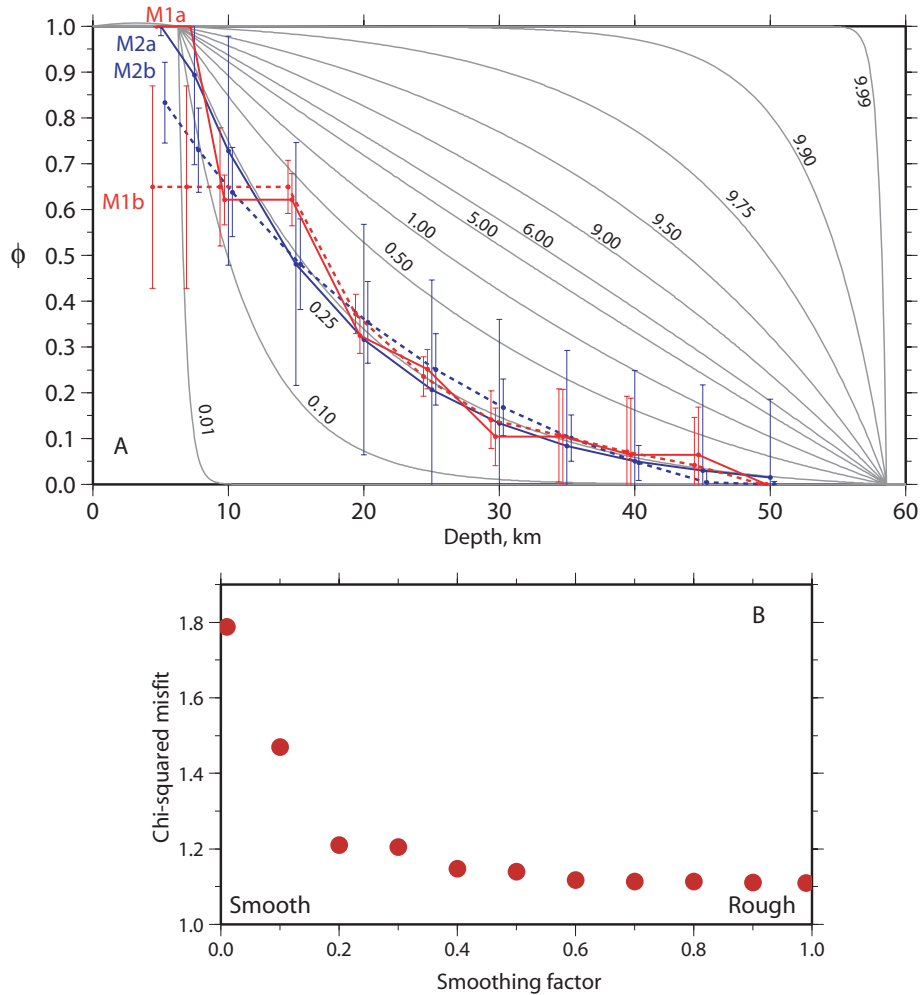 M1a
1.0
M2a
0.9
M2b
9.99
0.8
9.90
0.7
M1b
9.75
0.6
9.50
9.00
6.00
5.00
1.00
0.50
ϕ
0.5
0.4
0.25
0.3
0.2
0.10
0.01
0.1
A
0.0
0 10 20 30 40 50 60
Depth, km
B
1.8
1.6
Chi-squared misfit
1.4
1.2
Smooth Rough
1.0
0.0 0.2 0.4 0.6 0.8 1.0
Smoothing factor